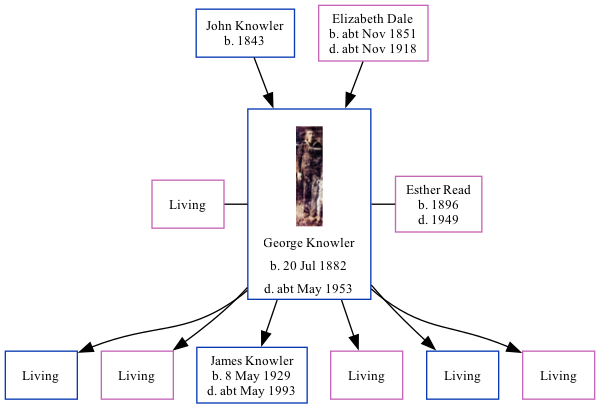 John Knowler
b. 1843
Elizabeth Dale
b. abt Nov 1851
d. abt Nov 1918
Living
George Knowler
b. 20 Jul 1882
d. abt May 1953
Esther Read
b. 1896
d. 1949
Living
Living
James Knowler
b. 8 May 1929
d. abt May 1993
Living
Living
Living